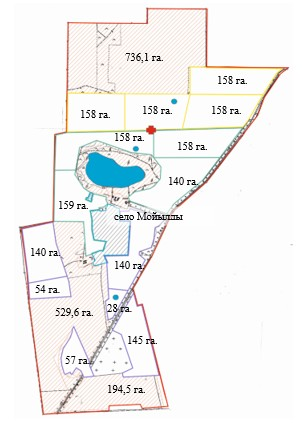 736,1 га.
158 га.
158 га.
158 га.
158 га.
158 га.
158 га.
140 га.
159 га.
село Мойылды
140 га.
140 га.
54 га.
28 га.
529,6 га.
145 га.
57 га.
194,5 га.